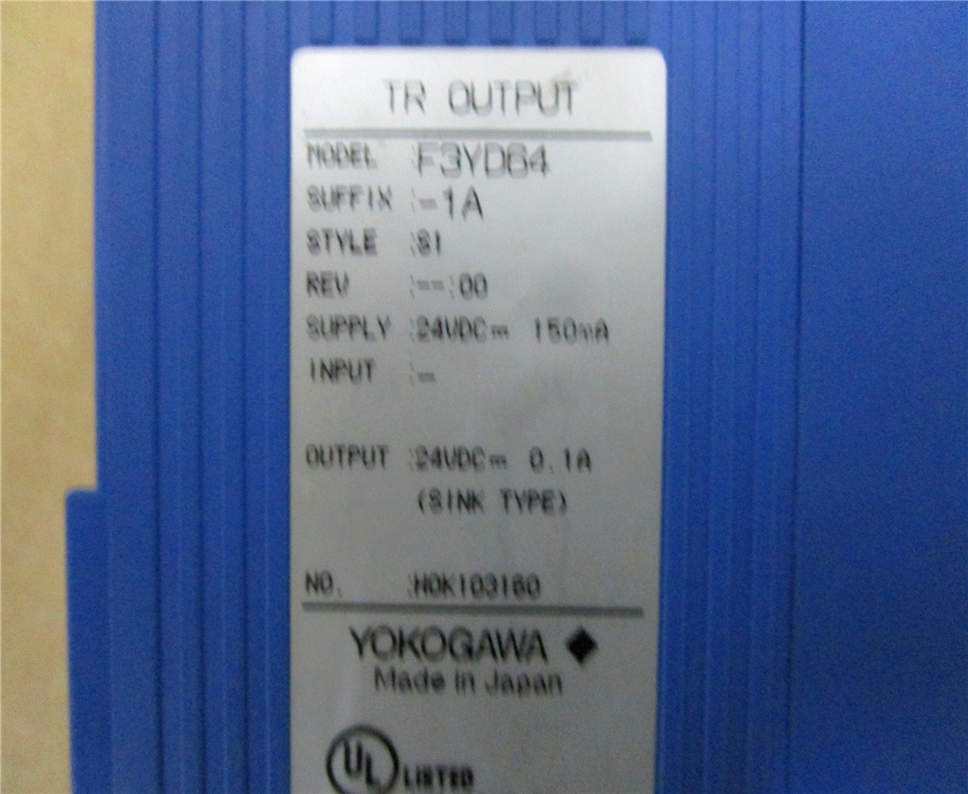 TR OUTPUT
MODEL :F3YD64
SUFFIX :-1A
STYLE :S1
REV :--:00
SUPPLY :24VDC⎓ 150mA
INPUT :-
OUTPUT :24VDC⎓ 0.1A
(SINK TYPE)
NO. :H0K103160
YOKOGAWA ◆
Made in Japan
UL LISTED